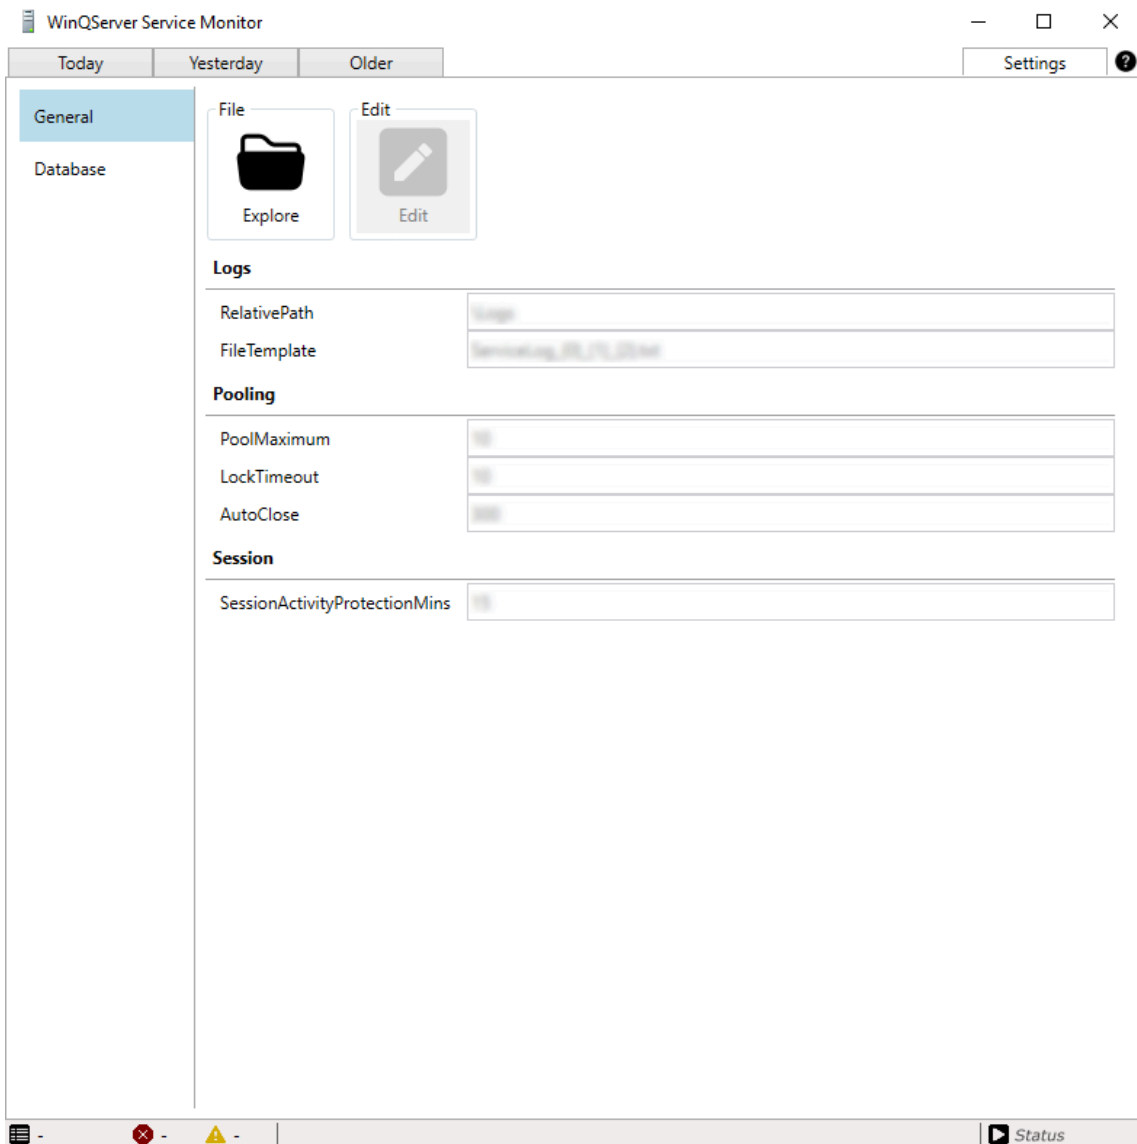 WinQServer Service Monitor
Today Yesterday Older Settings
General
Database
File Edit
Explore Edit
Logs
RelativePath
FileTemplate
Pooling
PoolMaximum
LockTimeout
AutoClose
Session
SessionActivityProtectionMins
- - - Status